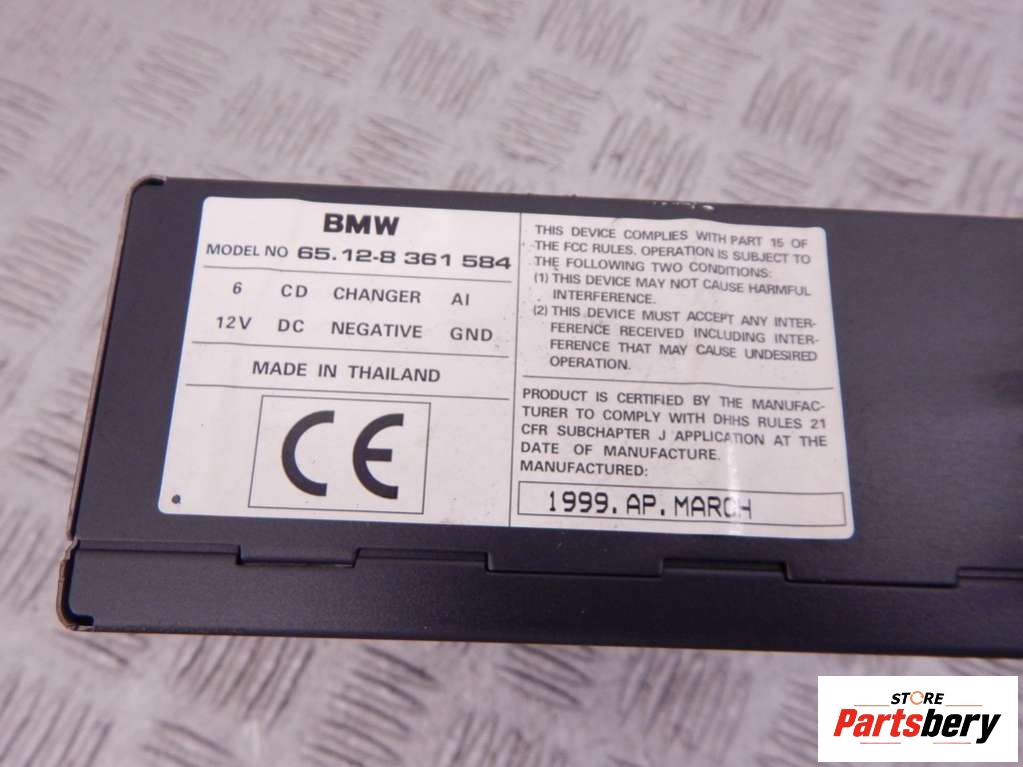 BMW
MODEL NO 65.12-8 361 584
6 CD CHANGER AI
12V DC NEGATIVE GND
MADE IN THAILAND
CE
THIS DEVICE COMPLIES WITH PART 15 OF
THE FCC RULES. OPERATION IS SUBJECT TO
THE FOLLOWING TWO CONDITIONS:
(1) THIS DEVICE MAY NOT CAUSE HARMFUL
INTERFERENCE.
(2) THIS DEVICE MUST ACCEPT ANY INTER-
FERENCE RECEIVED INCLUDING INTER-
FERENCE THAT MAY CAUSE UNDESIRED
OPERATION.
PRODUCT IS CERTIFIED BY THE MANUFAC-
TURER TO COMPLY WITH DHHS RULES 21
CFR SUBCHAPTER J APPLICATION AT THE
DATE OF MANUFACTURE.
MANUFACTURED:
1999. AP. MARCH
STORE
Partsbery